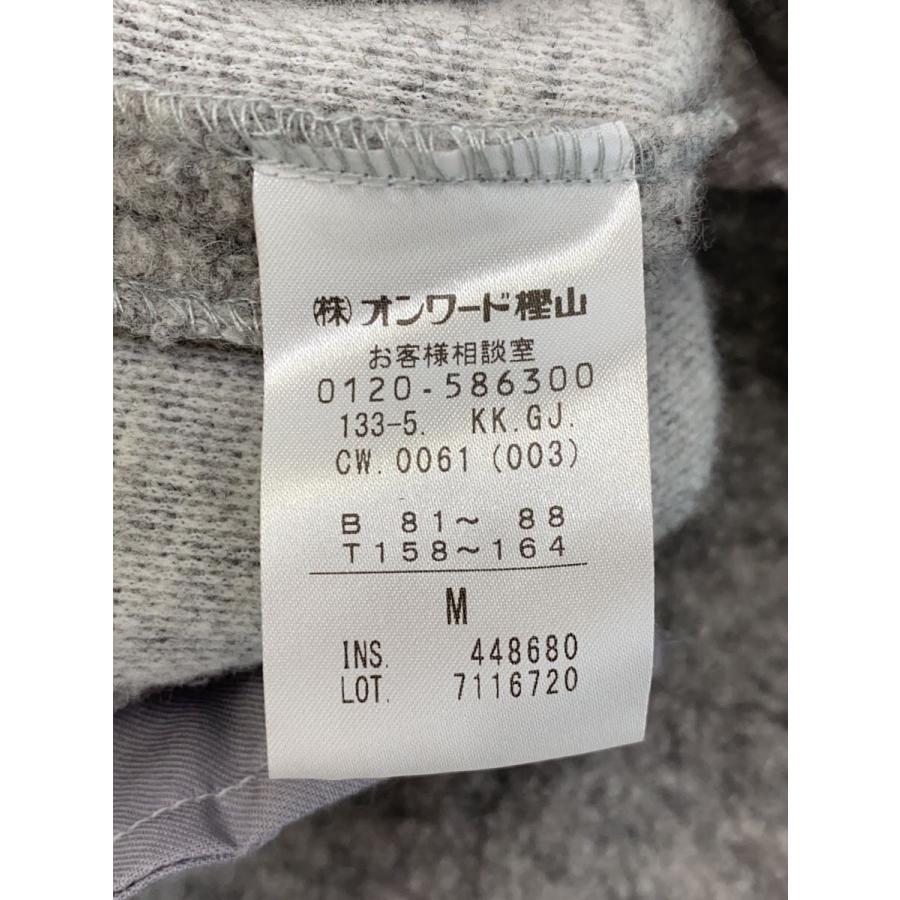 ㈱オンワード樫山
お客様相談室
0120-586300
133-5. KK.GJ.
CW.0061(003)
B 81〜 88
T158〜164
M
INS. 448680
LOT. 7116720